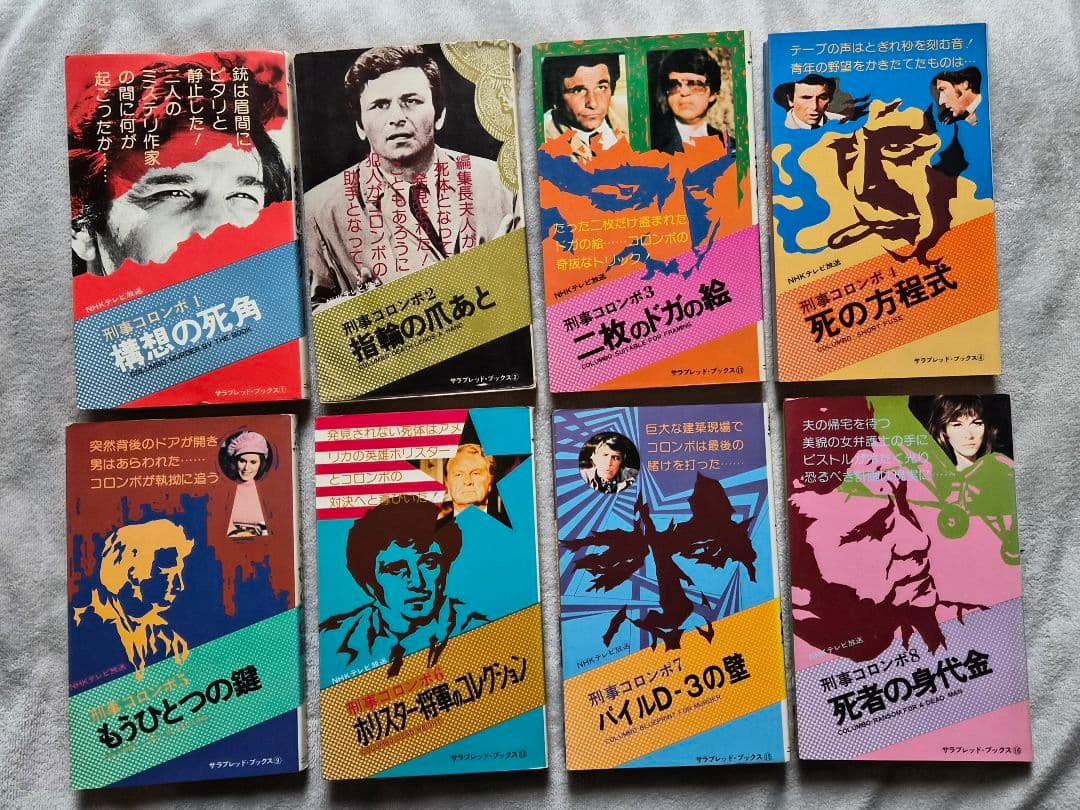 銃は眉間に
ピタリと
静止した!
二人の
ミステリ作家
の間に何が
起こったか……
NHKテレビ放送
刑事コロンボ1
構想の死角
COLUMBO:MURDER BY THE BOOK
サラブレッド・ブックス①
編集長夫人が
死体となって
発見された!
こともあろうに
犯人がコロンボの
助手となって
刑事コロンボ2
指輪の爪あと
サラブレッド・ブックス②
たった二枚だけ盗まれた
ドガの絵……コロンボの
奇抜なトリック!
NHKテレビ放送
刑事コロンボ3
二枚のドガの絵
COLUMBO:SUITABLE FOR FRAMING
サラブレッド・ブックス⑪
テープの声はとぎれ秒を刻む音!
青年の野望をかきたてたものは…
NHKテレビ放送
刑事コロンボ4
死の方程式
COLUMBO: SHORT FUSE
サラブレッド・ブックス④
突然背後のドアが開き
男はあらわれた……
コロンボが執拗に追う
NHKテレビ放送
刑事コロンボ5
もうひとつの鍵
サラブレッド・ブックス⑨
発見されない死体はアメ
リカの英雄ホリスター
とコロンボの
対決へと
NHKテレビ放送
刑事コロンボ6
ホリスター将軍のコレクション
サラブレッド・ブックス⑬
巨大な建築現場で
コロンボは最後の
賭けを打った……
NHKテレビ放送
刑事コロンボ7
パイルD-3の壁
COLUMBO:BLUEPRINT FOR MURDER
サラブレッド・ブックス⑮
夫の帰宅を待つ
美貌の女弁護士の手に
ピストルが
恐るべき
NHKテレビ放送
刑事コロンボ8
死者の身代金
COLUMBO:RANSOM FOR A DEAD MAN
サラブレッド・ブックス⑯